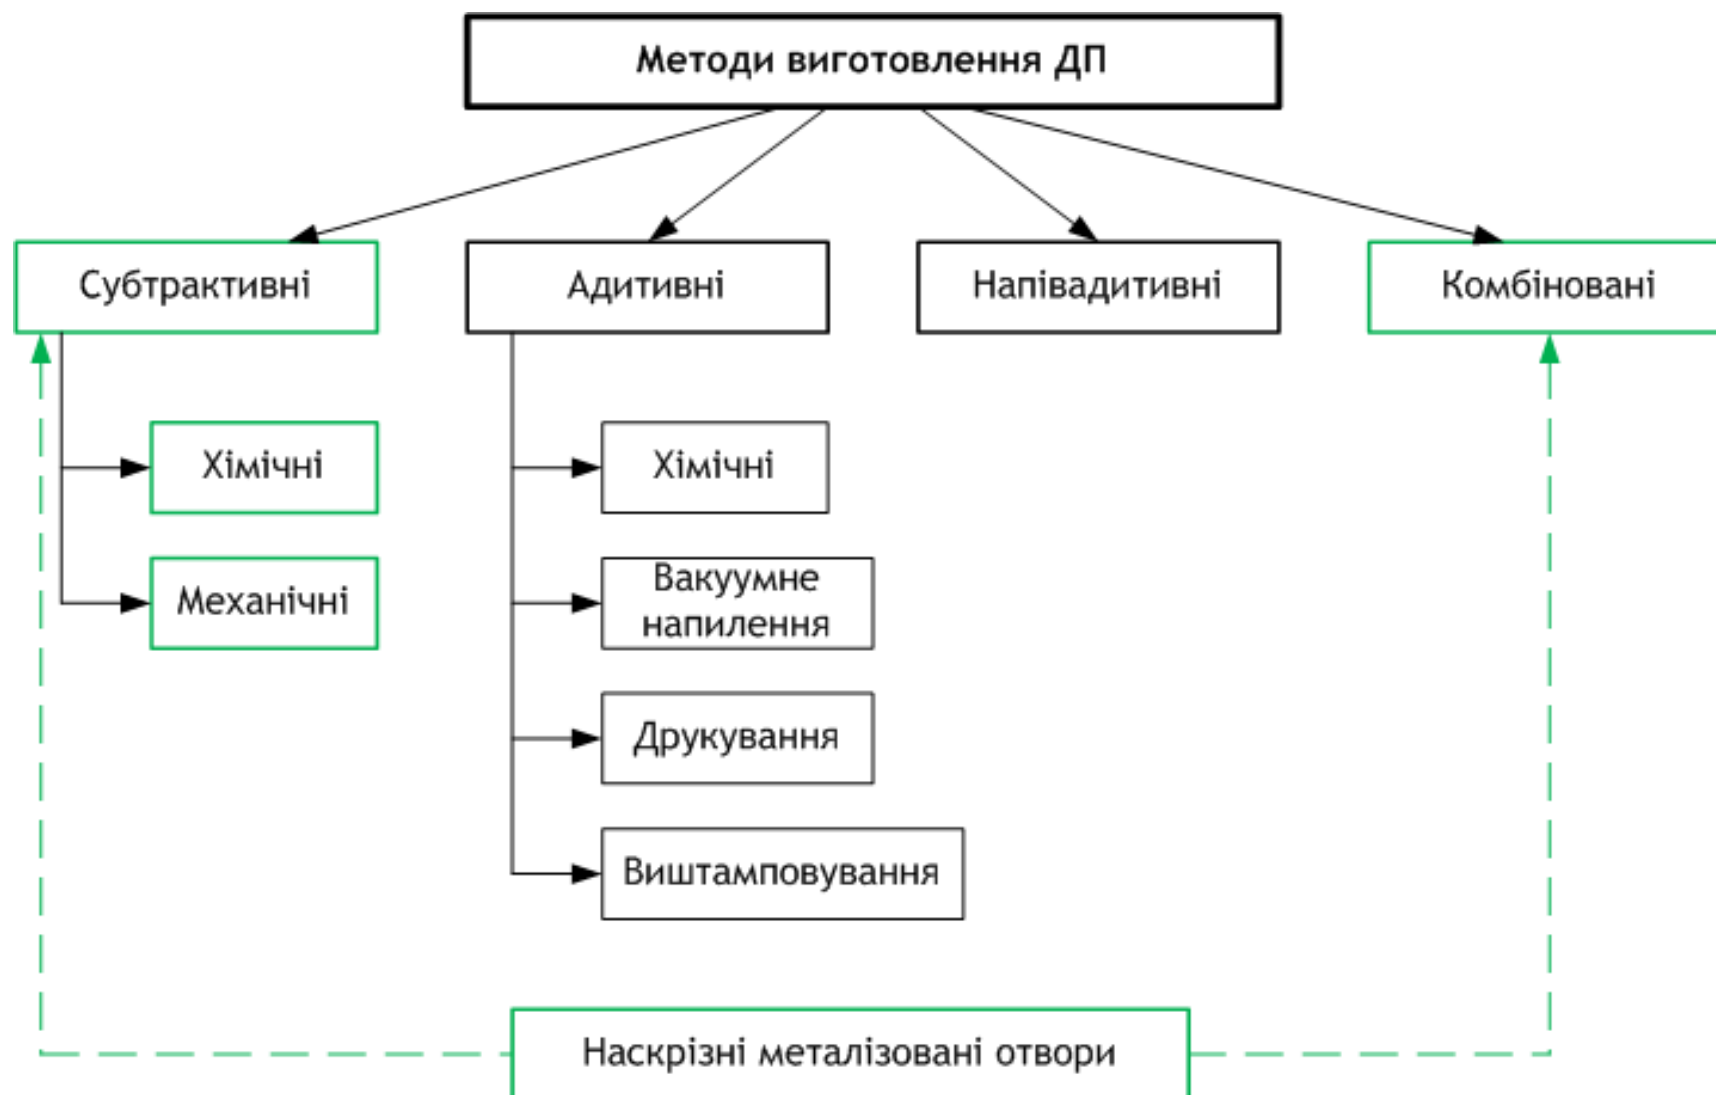 Методи виготовлення ДП
Субтрактивні
Адитивні
Напівадитивні
Комбіновані
Хімічні
Хімічні
Механічні
Вакуумне
напилення
Друкування
Виштамповування
Наскрізні металізовані отвори